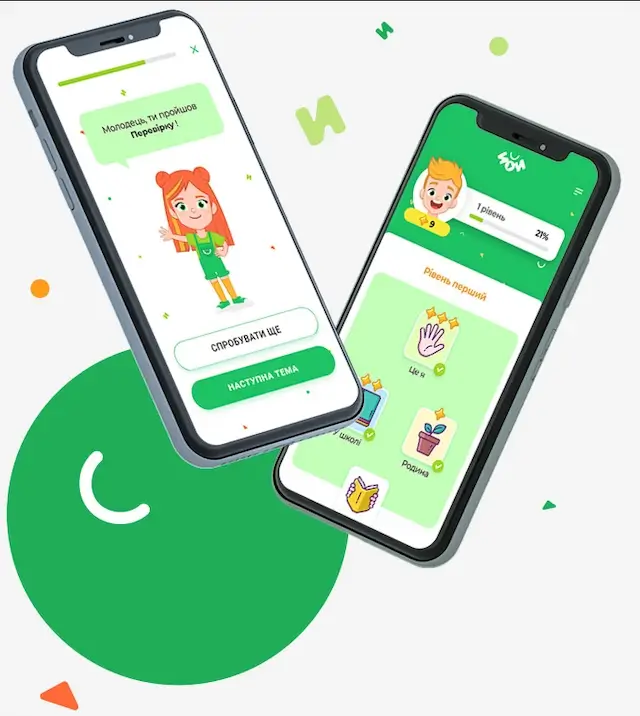 Молодець, ти пройшов
Перевірку !
СПРОБУВАТИ ЩЕ
НАСТУПНА ТЕМА
9
1 рівень
21%
Рівень перший
Це я
У школі
Родина